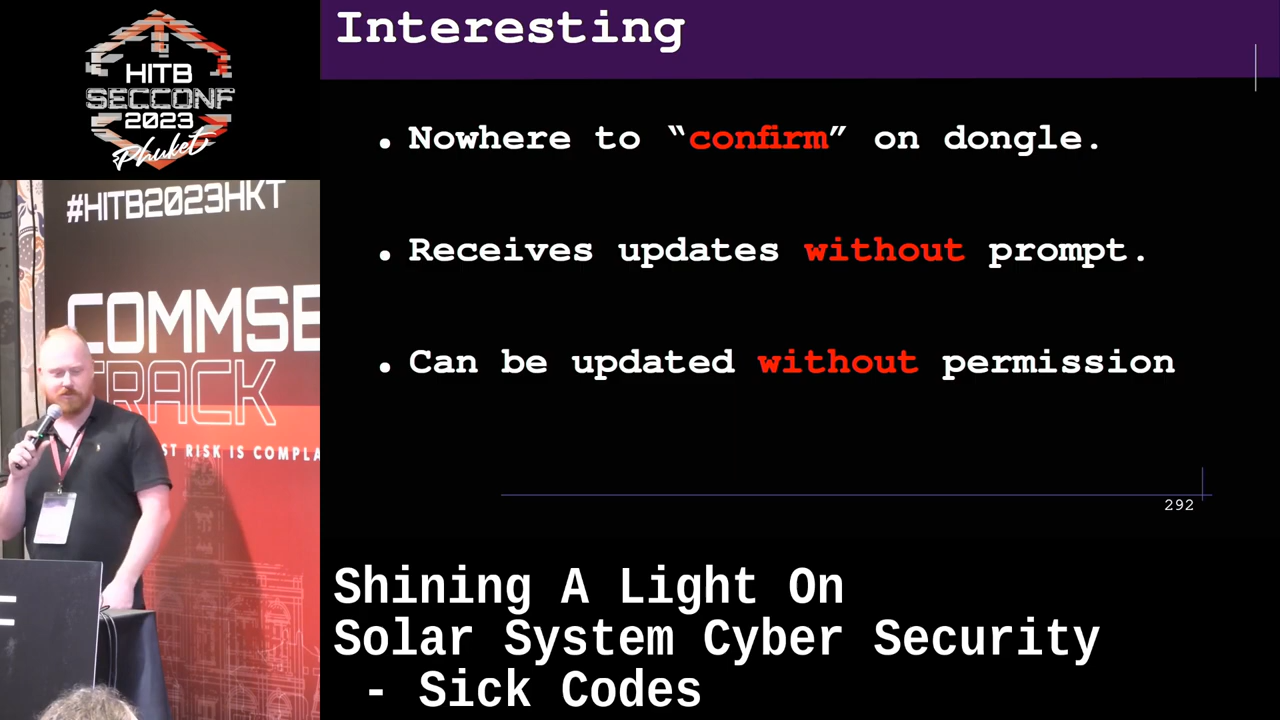 HITB
SECCONF
2023
Phuket
#HITB2023HKT
COMMSE
TRACK
ST RISK IS COMPLA
Interesting
• Nowhere to “confirm” on dongle.
• Receives updates without prompt.
• Can be updated without permission
292
Shining A Light On
Solar System Cyber Security
- Sick Codes